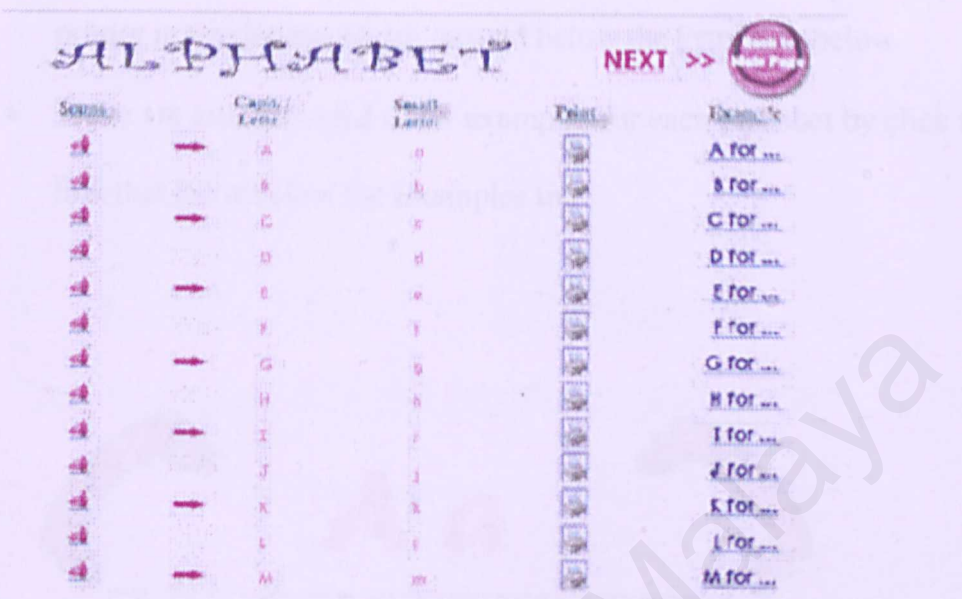 ALPHABET NEXT >>
Sound Capital Letter Small Letter Print Example
A a A for ...
B B for ...
C c C for ...
D d D for ...
E e E for ...
F f F for ...
G g G for ...
H h H for ...
I i I for ...
J j J for ...
K k K for ...
L l L for ...
M m M for ...
Malaya